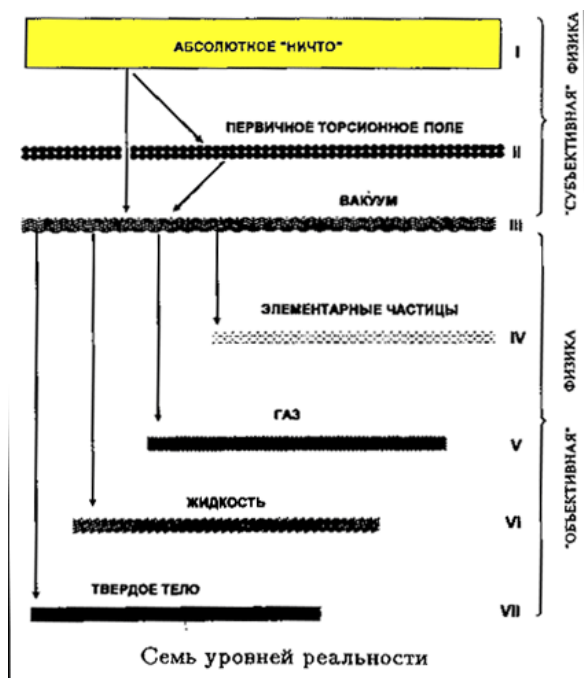 АБСОЛЮТНОЕ "НИЧТО"
I
ПЕРВИЧНОЕ ТОРСИОННОЕ ПОЛЕ
II
ВАКУУМ
III
"СУБЪЕКТИВНАЯ" ФИЗИКА
ЭЛЕМЕНТАРНЫЕ ЧАСТИЦЫ
IV
ГАЗ
V
ЖИДКОСТЬ
VI
ТВЕРДОЕ ТЕЛО
VII
"ОБЪЕКТИВНАЯ" ФИЗИКА
Семь уровней реальности